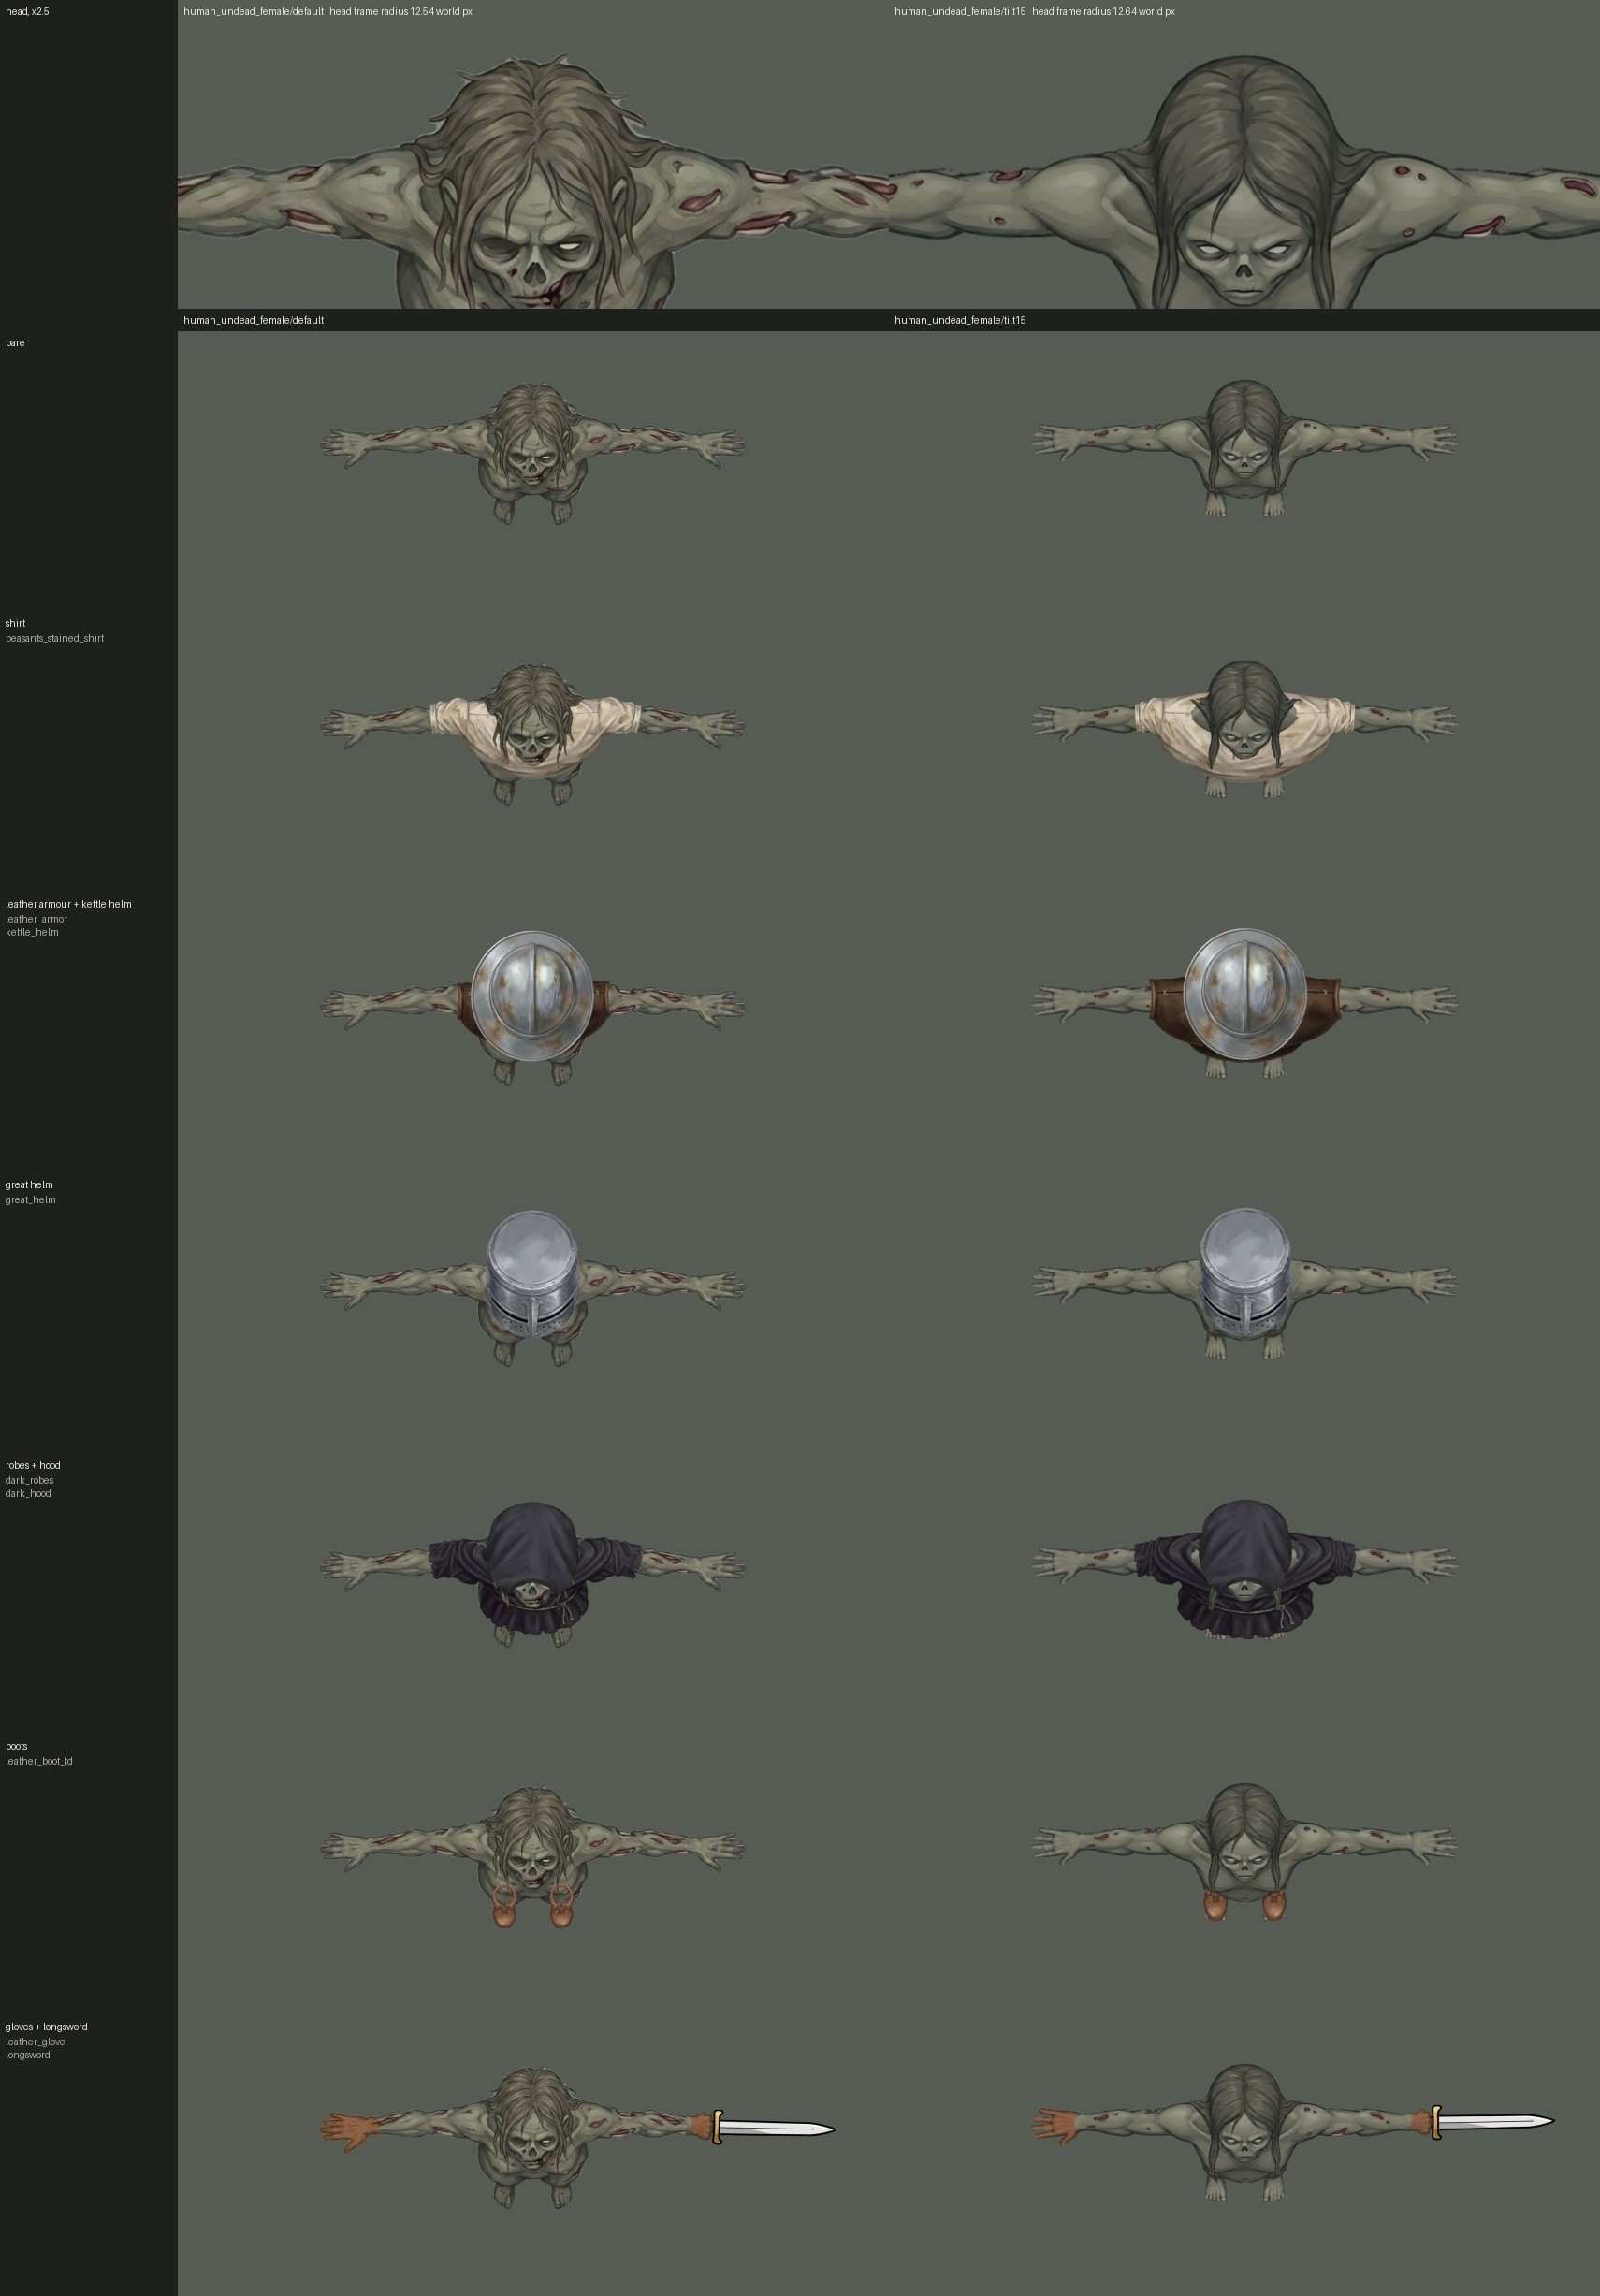 head, x2.5
human_undead_female/default head frame radius 12.54 world px
human_undead_female/tilt15 head frame radius 12.64 world px
human_undead_female/default
human_undead_female/tilt15
bare
shirt
peasants_stained_shirt
leather armour + kettle helm
leather_armor
kettle_helm
great helm
great_helm
robes + hood
dark_robes
dark_hood
boots
leather_boot_td
gloves + longsword
leather_glove
longsword